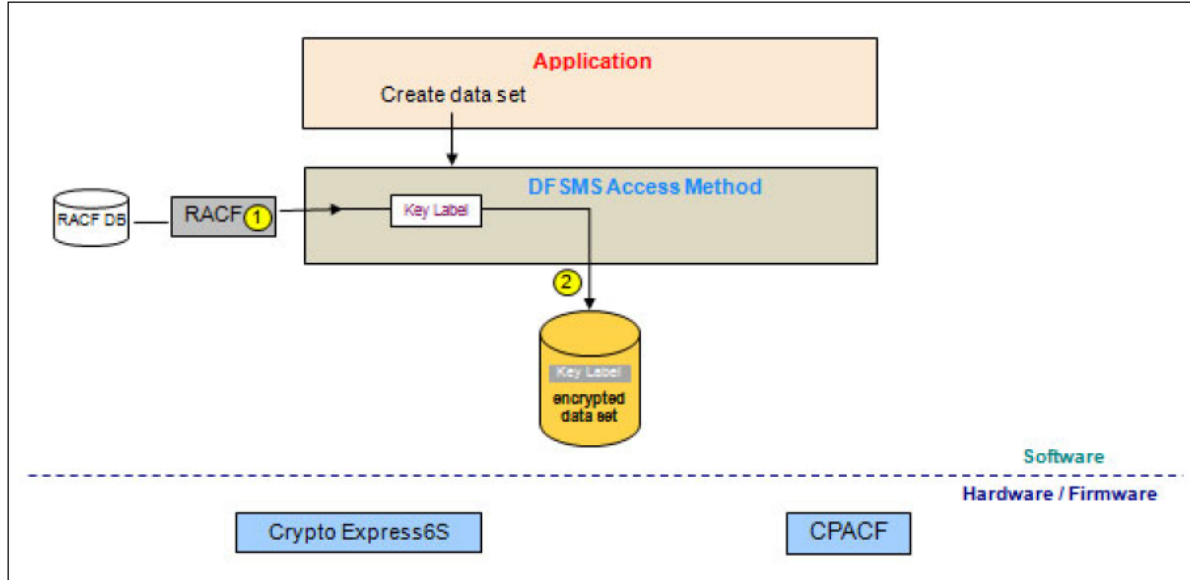 Application
Create data set
DFSMS Access Method
RACF DB
RACF
1
Key Label
2
Key Label
encrypted
data set
Software
Hardware / Firmware
Crypto Express6S
CPACF